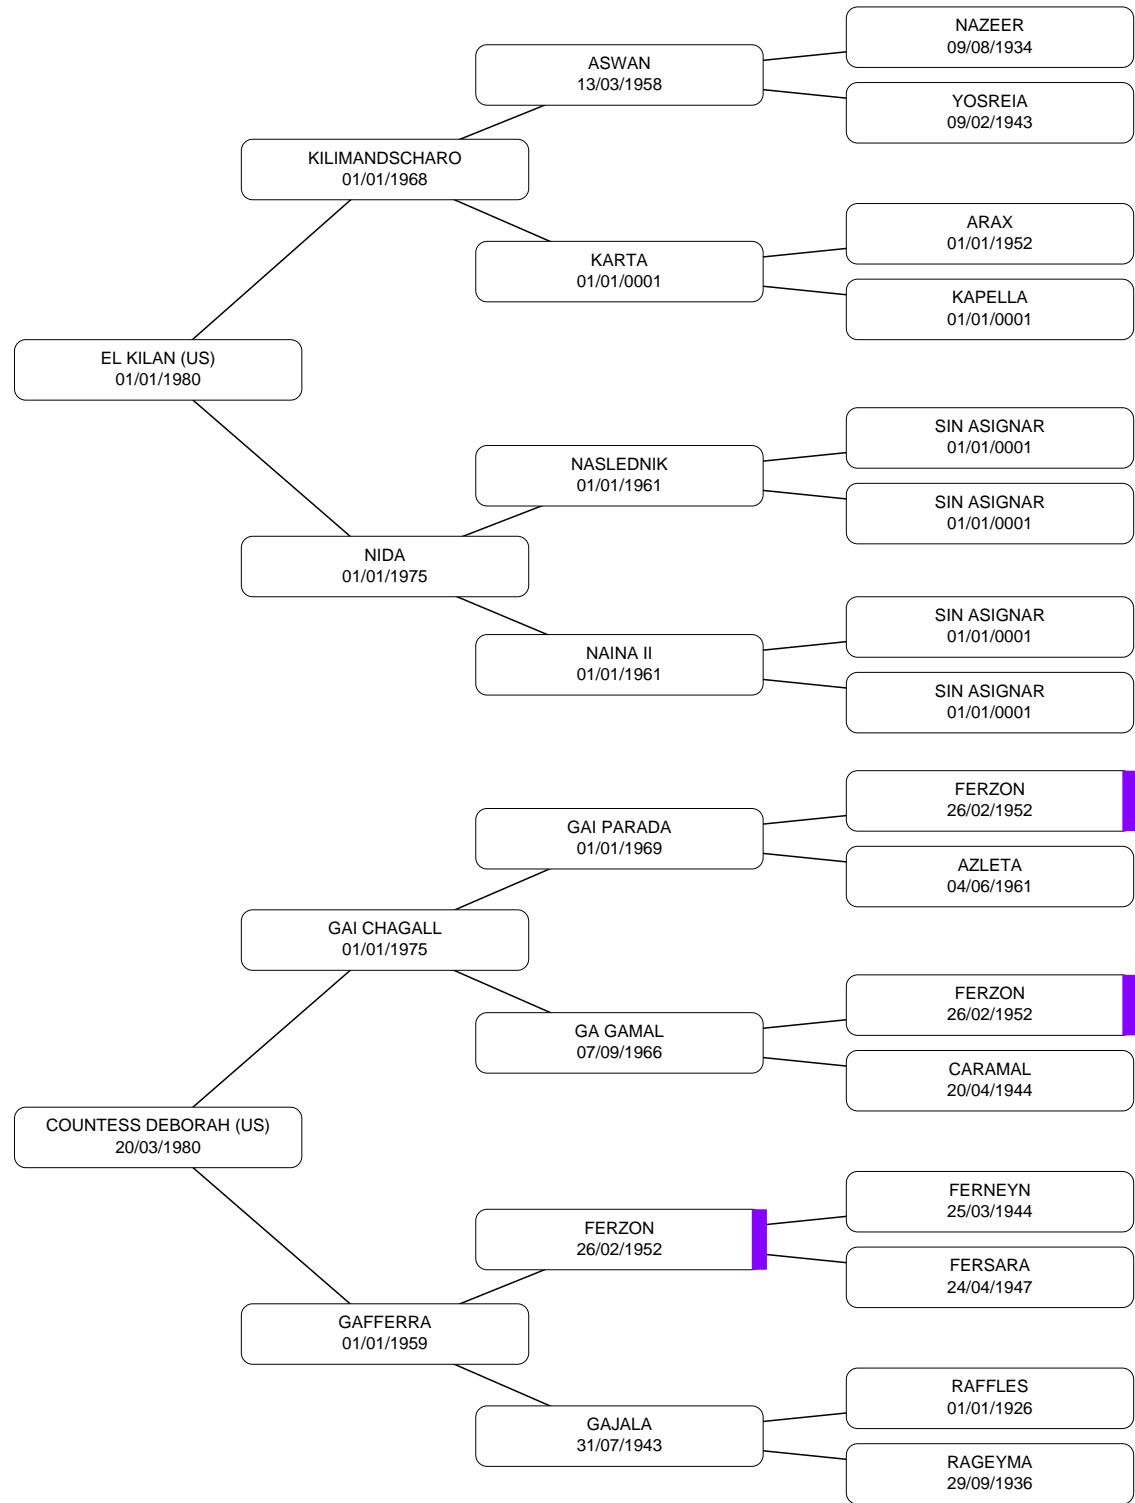 NAZEER
09/08/1934
ASWAN
13/03/1958
YOSREIA
09/02/1943
KILIMANDSCHARO
01/01/1968
ARAX
01/01/1952
KARTA
01/01/0001
KAPELLA
01/01/0001
EL KILAN (US)
01/01/1980
SIN ASIGNAR
01/01/0001
NASLEDNIK
01/01/1961
SIN ASIGNAR
01/01/0001
NIDA
01/01/1975
SIN ASIGNAR
01/01/0001
NAINA II
01/01/1961
SIN ASIGNAR
01/01/0001
FERZON
26/02/1952
GAI PARADA
01/01/1969
AZLETA
04/06/1961
GAI CHAGALL
01/01/1975
FERZON
26/02/1952
GA GAMAL
07/09/1966
CARAMAL
20/04/1944
COUNTESS DEBORAH (US)
20/03/1980
FERNEYN
25/03/1944
FERZON
26/02/1952
FERSARA
24/04/1947
GAFFERRA
01/01/1959
RAFFLES
01/01/1926
GAJALA
31/07/1943
RAGEYMA
29/09/1936